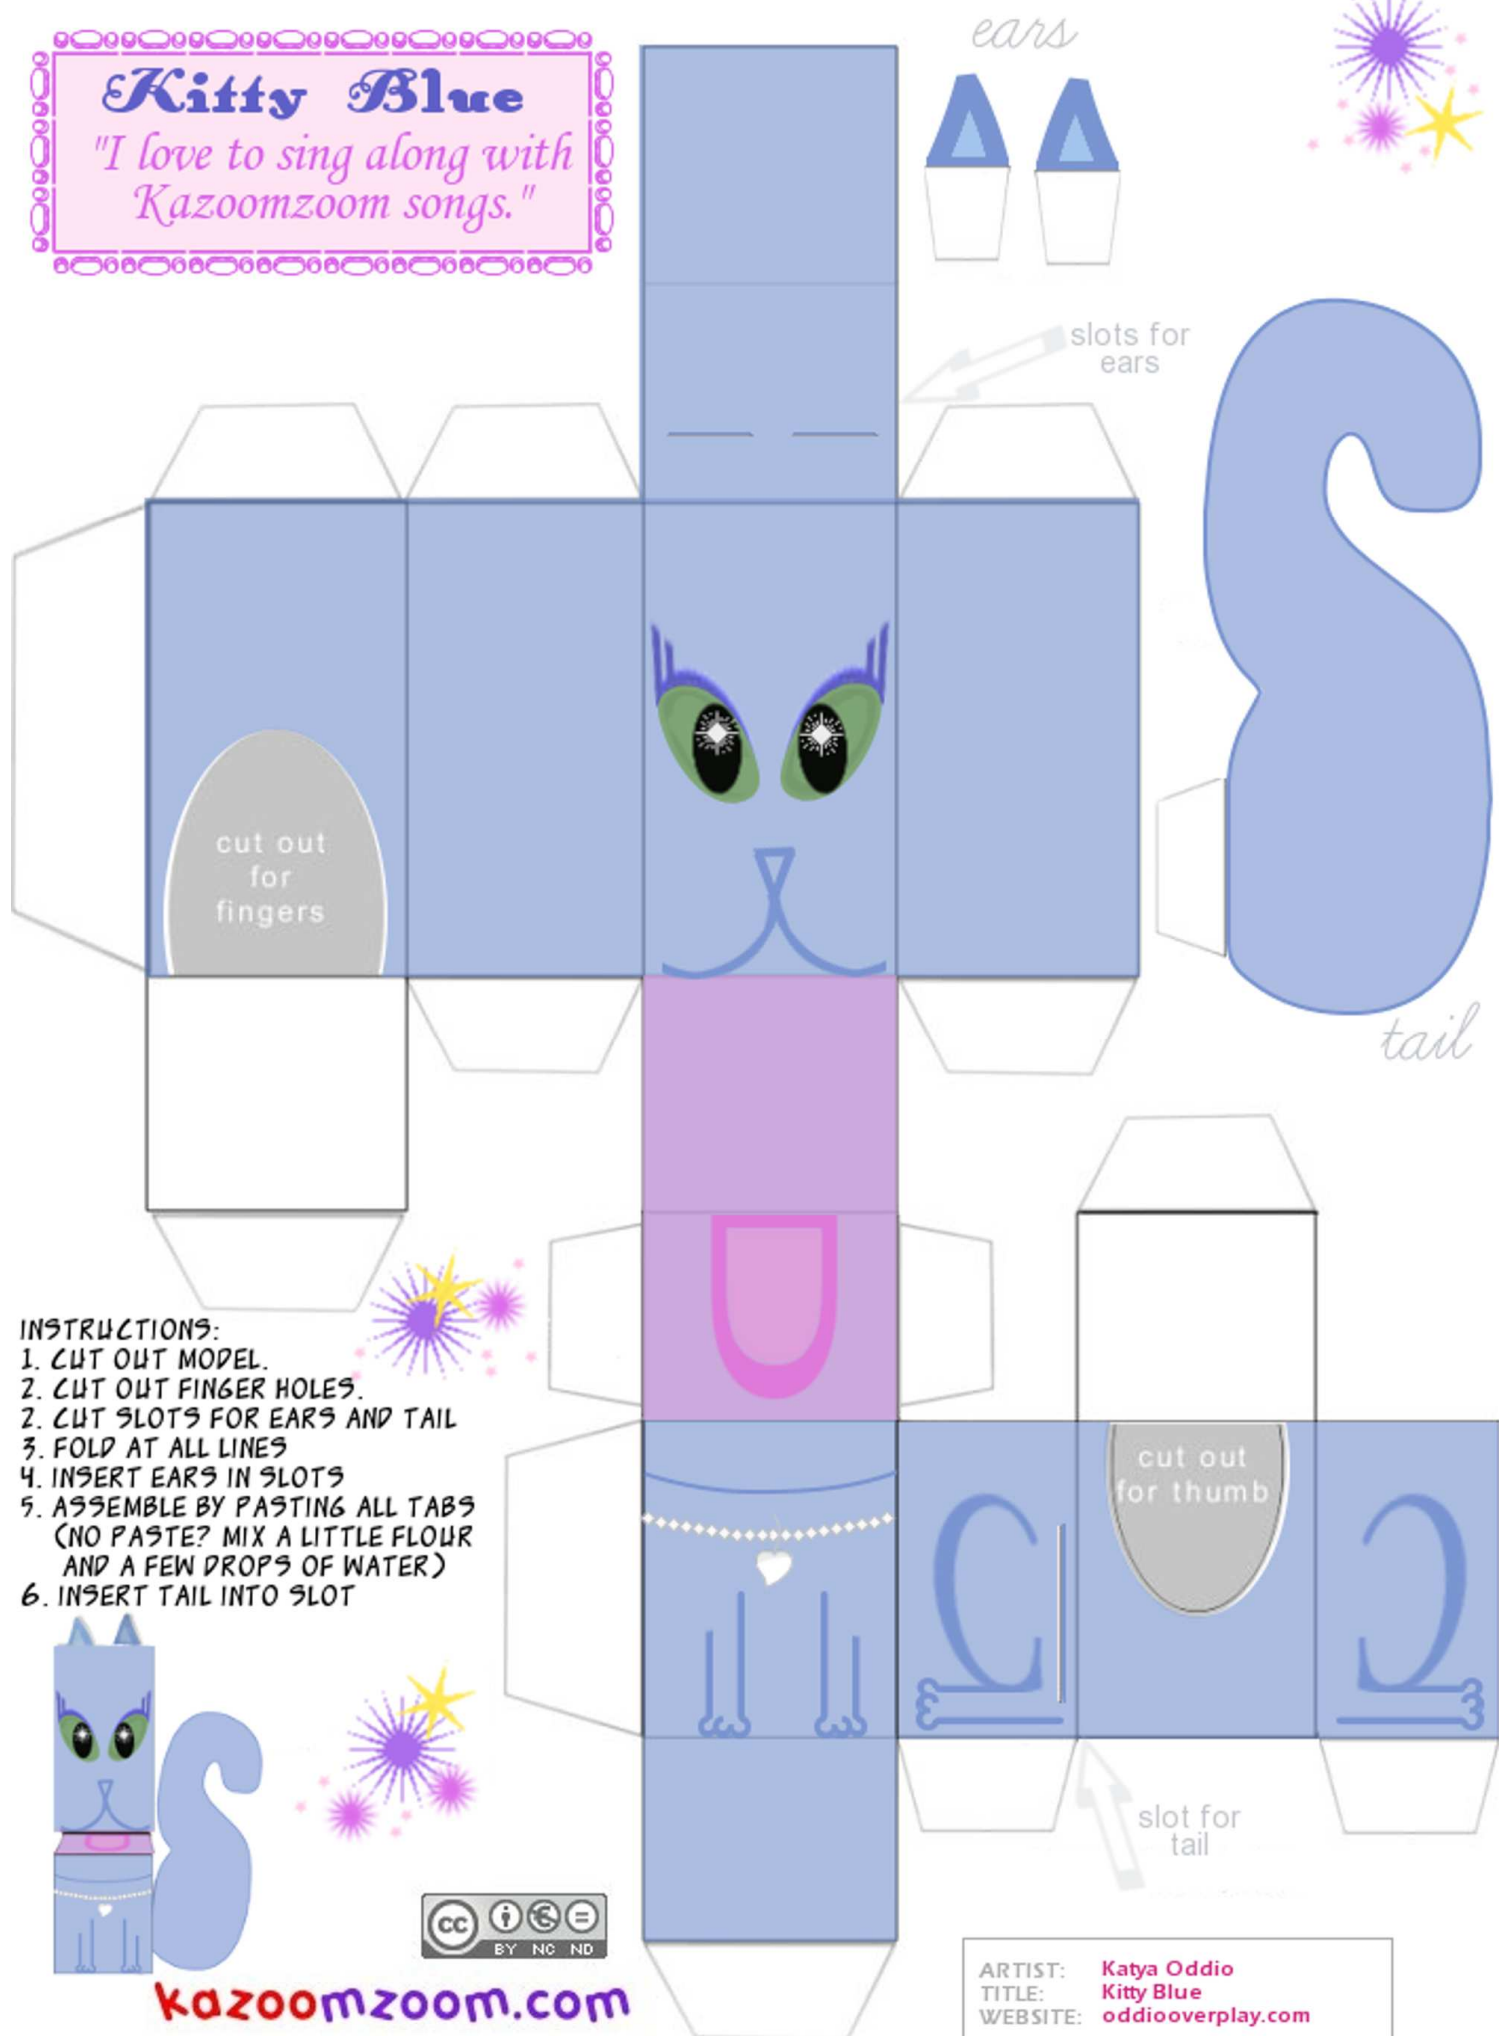 ears
Kitty Blue
"I love to sing along with
Kazoomzoom songs."
slots for
ears
cut out
for
fingers
tail
INSTRUCTIONS:
1. CUT OUT MODEL.
2. CUT OUT FINGER HOLES.
2. CUT SLOTS FOR EARS AND TAIL
3. FOLD AT ALL LINES
4. INSERT EARS IN SLOTS
5. ASSEMBLE BY PASTING ALL TABS
(NO PASTE? MIX A LITTLE FLOUR
AND A FEW DROPS OF WATER)
6. INSERT TAIL INTO SLOT
cut out
for thumb
slot for
tail
cc
BY NC ND
kazoomzoom.com
ARTIST: Katya Oddio
TITLE: Kitty Blue
WEBSITE: oddiooverplay.com